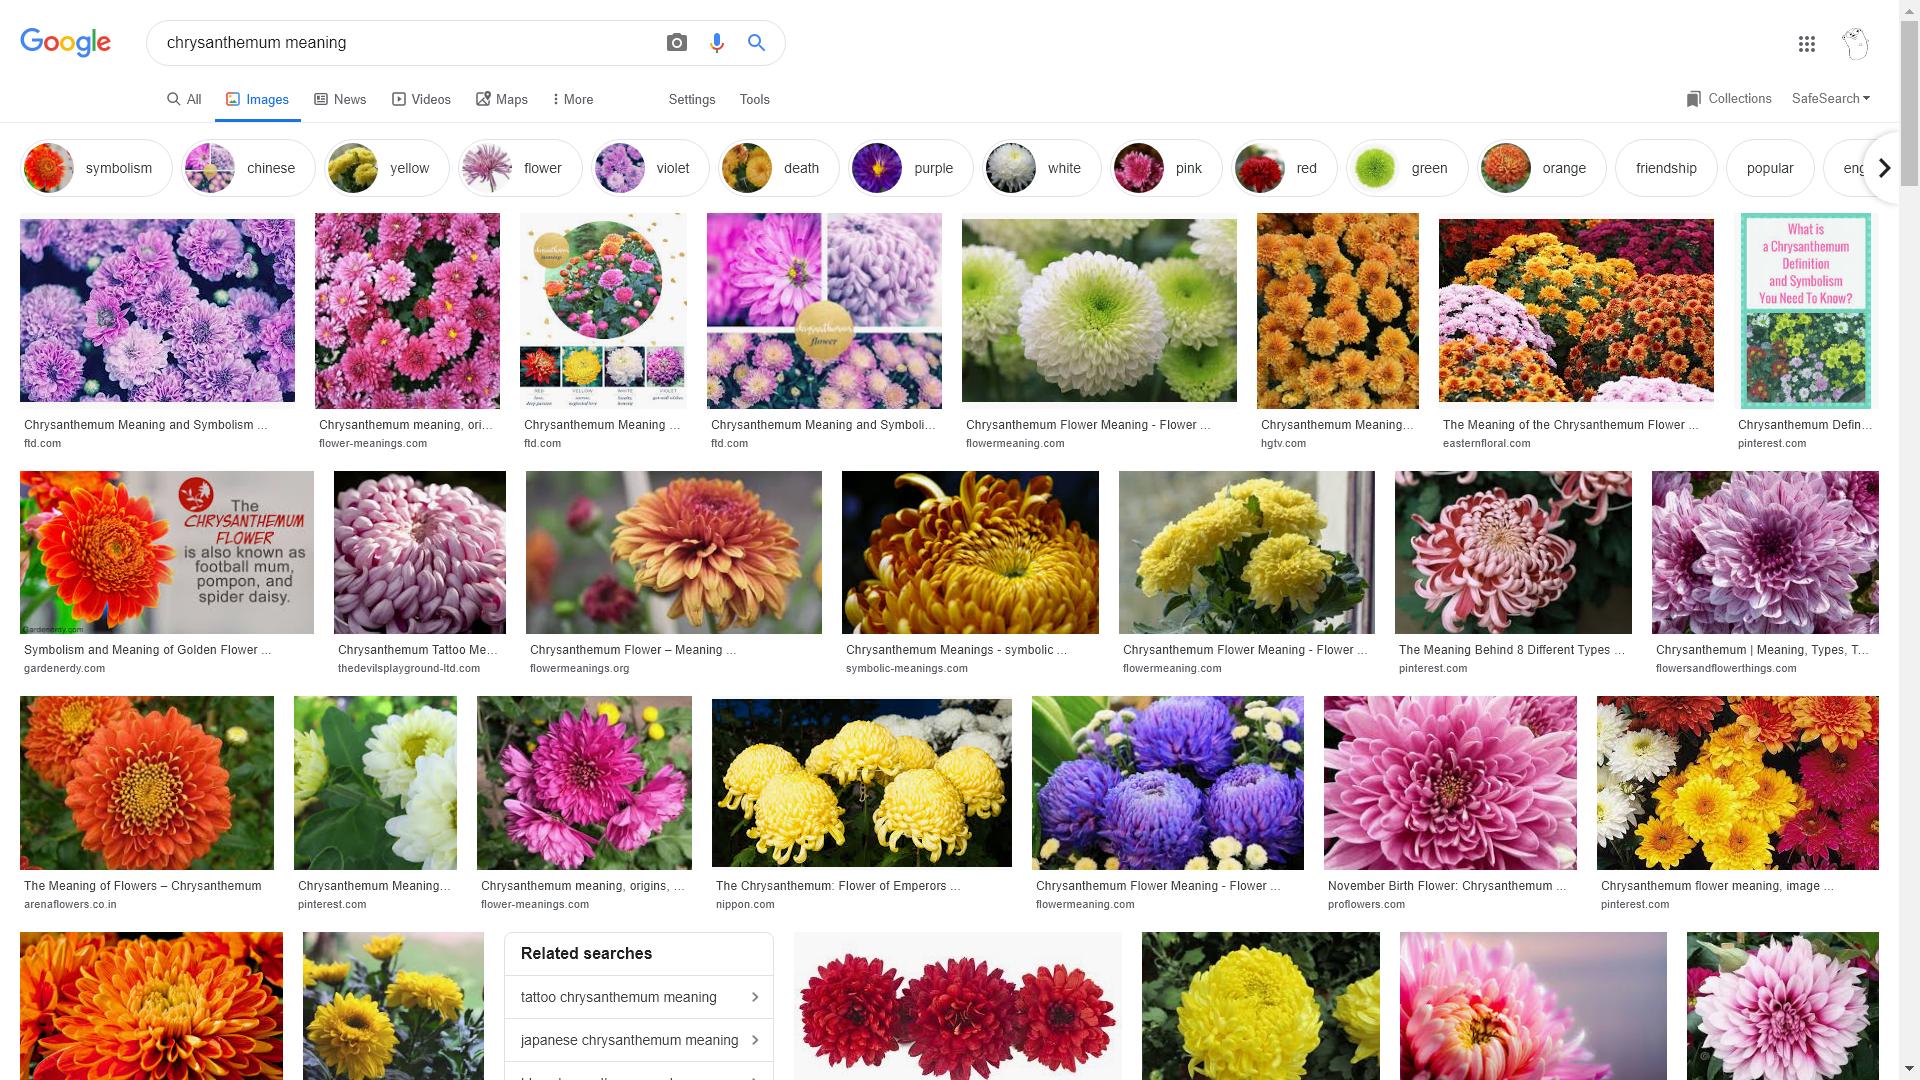 Google
chrysanthemum meaning
All
Images
News
Videos
Maps
More
Settings
Tools
Collections
SafeSearch
symbolism
chinese
yellow
flower
violet
death
purple
white
pink
red
green
orange
friendship
popular
eng
What is
a Chrysanthemum
Definition
and Symbolism
You Need To Know?
chrysanthemum
flower
RED
YELLOW
WHITE
VIOLET
Chrysanthemum Meaning and Symbolism ...
ftd.com
Chrysanthemum meaning, ori...
flower-meanings.com
Chrysanthemum Meaning ...
ftd.com
Chrysanthemum Meaning and Symboli...
ftd.com
Chrysanthemum Flower Meaning - Flower ...
flowermeaning.com
Chrysanthemum Meaning...
hgtv.com
The Meaning of the Chrysanthemum Flower ...
easternfloral.com
Chrysanthemum Defin...
pinterest.com
The
CHRYSANTHEMUM
FLOWER
is also known as
football mum,
pompon, and
spider daisy.
Gardenerdy.com
Symbolism and Meaning of Golden Flower ...
gardenerdy.com
Chrysanthemum Tattoo Me...
thedevilsplayground-ltd.com
Chrysanthemum Flower – Meaning ...
flowermeanings.org
Chrysanthemum Meanings - symbolic ...
symbolic-meanings.com
Chrysanthemum Flower Meaning - Flower ...
flowermeaning.com
The Meaning Behind 8 Different Types ...
pinterest.com
Chrysanthemum | Meaning, Types, T...
flowersandflowerthings.com
The Meaning of Flowers – Chrysanthemum
arenaflowers.co.in
Chrysanthemum Meaning...
pinterest.com
Chrysanthemum meaning, origins, ...
flower-meanings.com
The Chrysanthemum: Flower of Emperors ...
nippon.com
Chrysanthemum Flower Meaning - Flower ...
flowermeaning.com
November Birth Flower: Chrysanthemum ...
proflowers.com
Chrysanthemum flower meaning, image ...
pinterest.com
Related searches
tattoo chrysanthemum meaning
japanese chrysanthemum meaning